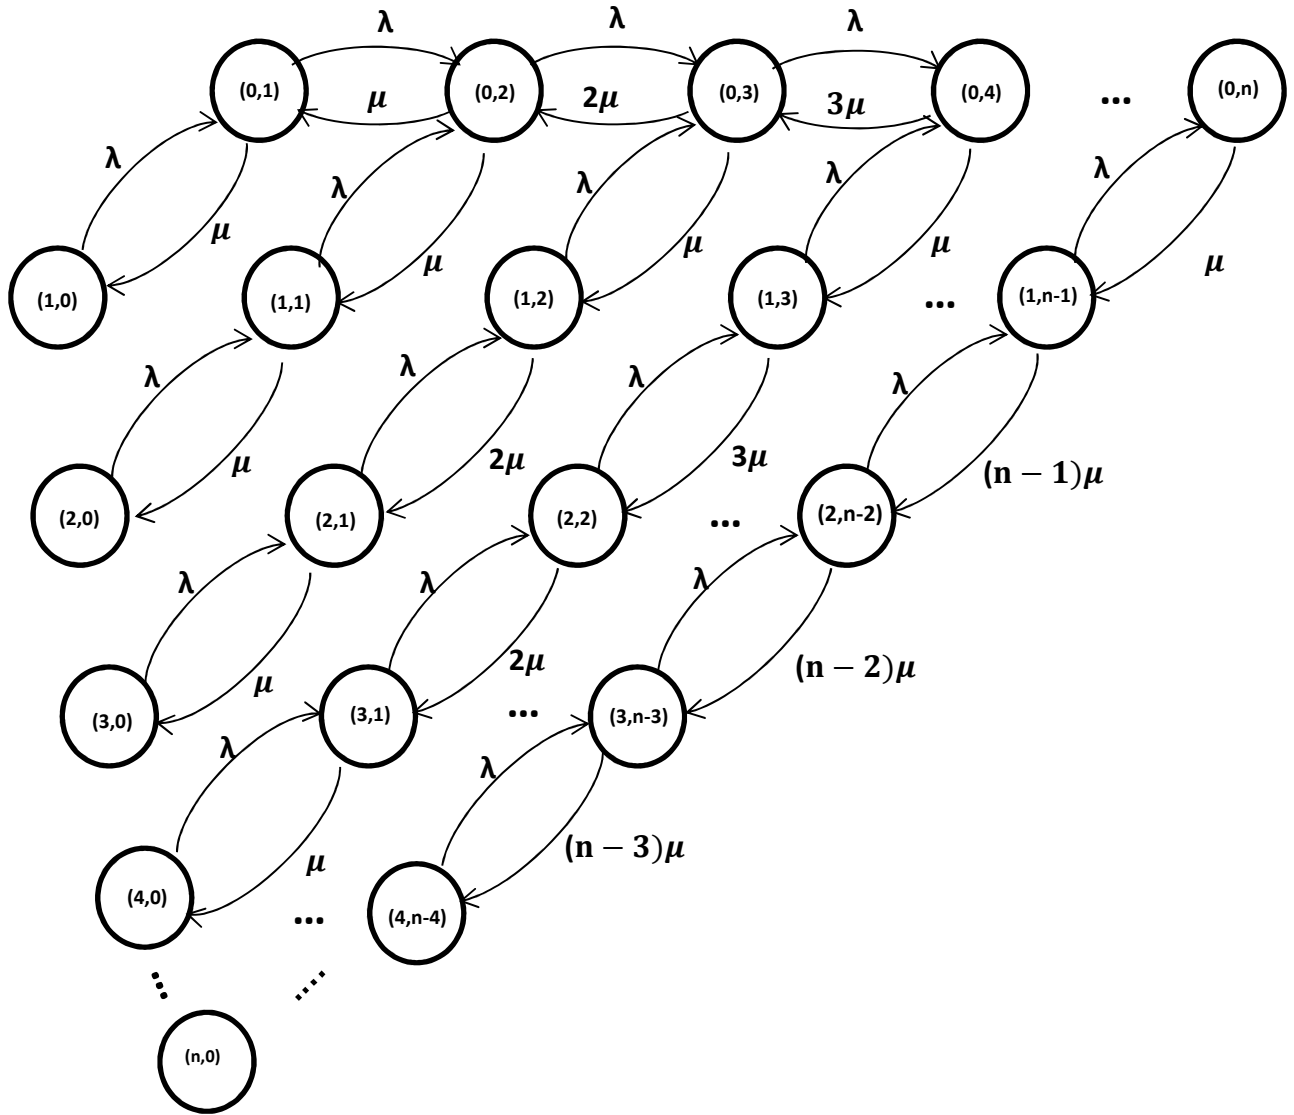 λ λ λ
(0,1) (0,2) (0,3) (0,4) ... (0,n)
μ 2μ 3μ
λ λ λ λ λ
μ μ μ μ μ
(1,0) (1,1) (1,2) (1,3) ... (1,n-1)
λ λ λ λ
μ 2μ 3μ (n − 1)μ
(2,0) (2,1) (2,2) ... (2,n-2)
λ λ λ
μ 2μ (n − 2)μ
(3,0) (3,1) ... (3,n-3)
λ λ
μ (n − 3)μ
(4,0) ... (4,n-4)
(n,0)